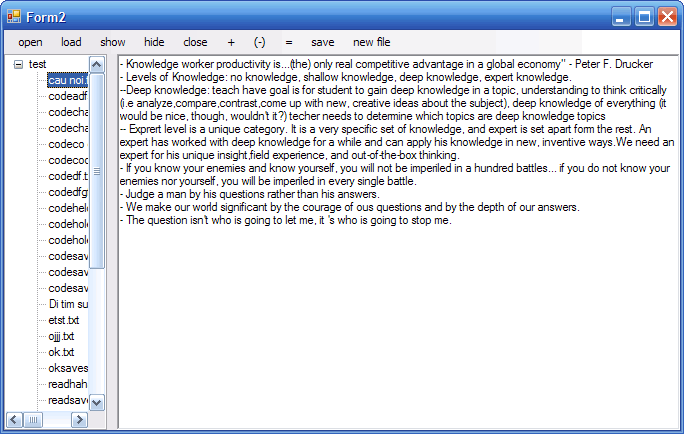 Form2
open load show hide close + (-) = save new file
test
cau noi.t
codeadf
codecha
codecha
codeco
codecoc
codedf.t
codedfg
codehel
codehol
codehol
codesav
codesav
codesav
Di tim su
etst.txt
ojjj.txt
ok.txt
oksaves
readhah
readsave
- Knowledge worker productivity is...(the) only real competitive advantage in a global economy" - Peter F. Drucker
- Levels of Knowledge: no knowledge, shallow knowledge, deep knowledge, expert knowledge.
--Deep knowledge: teach have goal is for student to gain deep knowledge in a topic, understanding to think critically
(i.e analyze,compare,contrast,come up with new, creative ideas about the subject), deep knowledge of everything (it
would be nice, though, wouldn't it?) techer needs to determine which topics are deep knowledge topics
-- Exprert level is a unique category. It is a very specific set of knowledge, and expert is set apart form the rest. An
expert has worked with deep knowledge for a while and can apply his knowledge in new, inventive ways.We need an
expert for his unique insight,field experience, and out-of-the-box thinking.
- If you know your enemies and know yourself, you will not be imperiled in a hundred battles... if you do not know your
enemies nor yourself, you will be imperiled in every single battle.
- Judge a man by his questions rather than his answers.
- We make our world significant by the courage of ous questions and by the depth of our answers.
- The question isn't who is going to let me, it 's who is going to stop me.